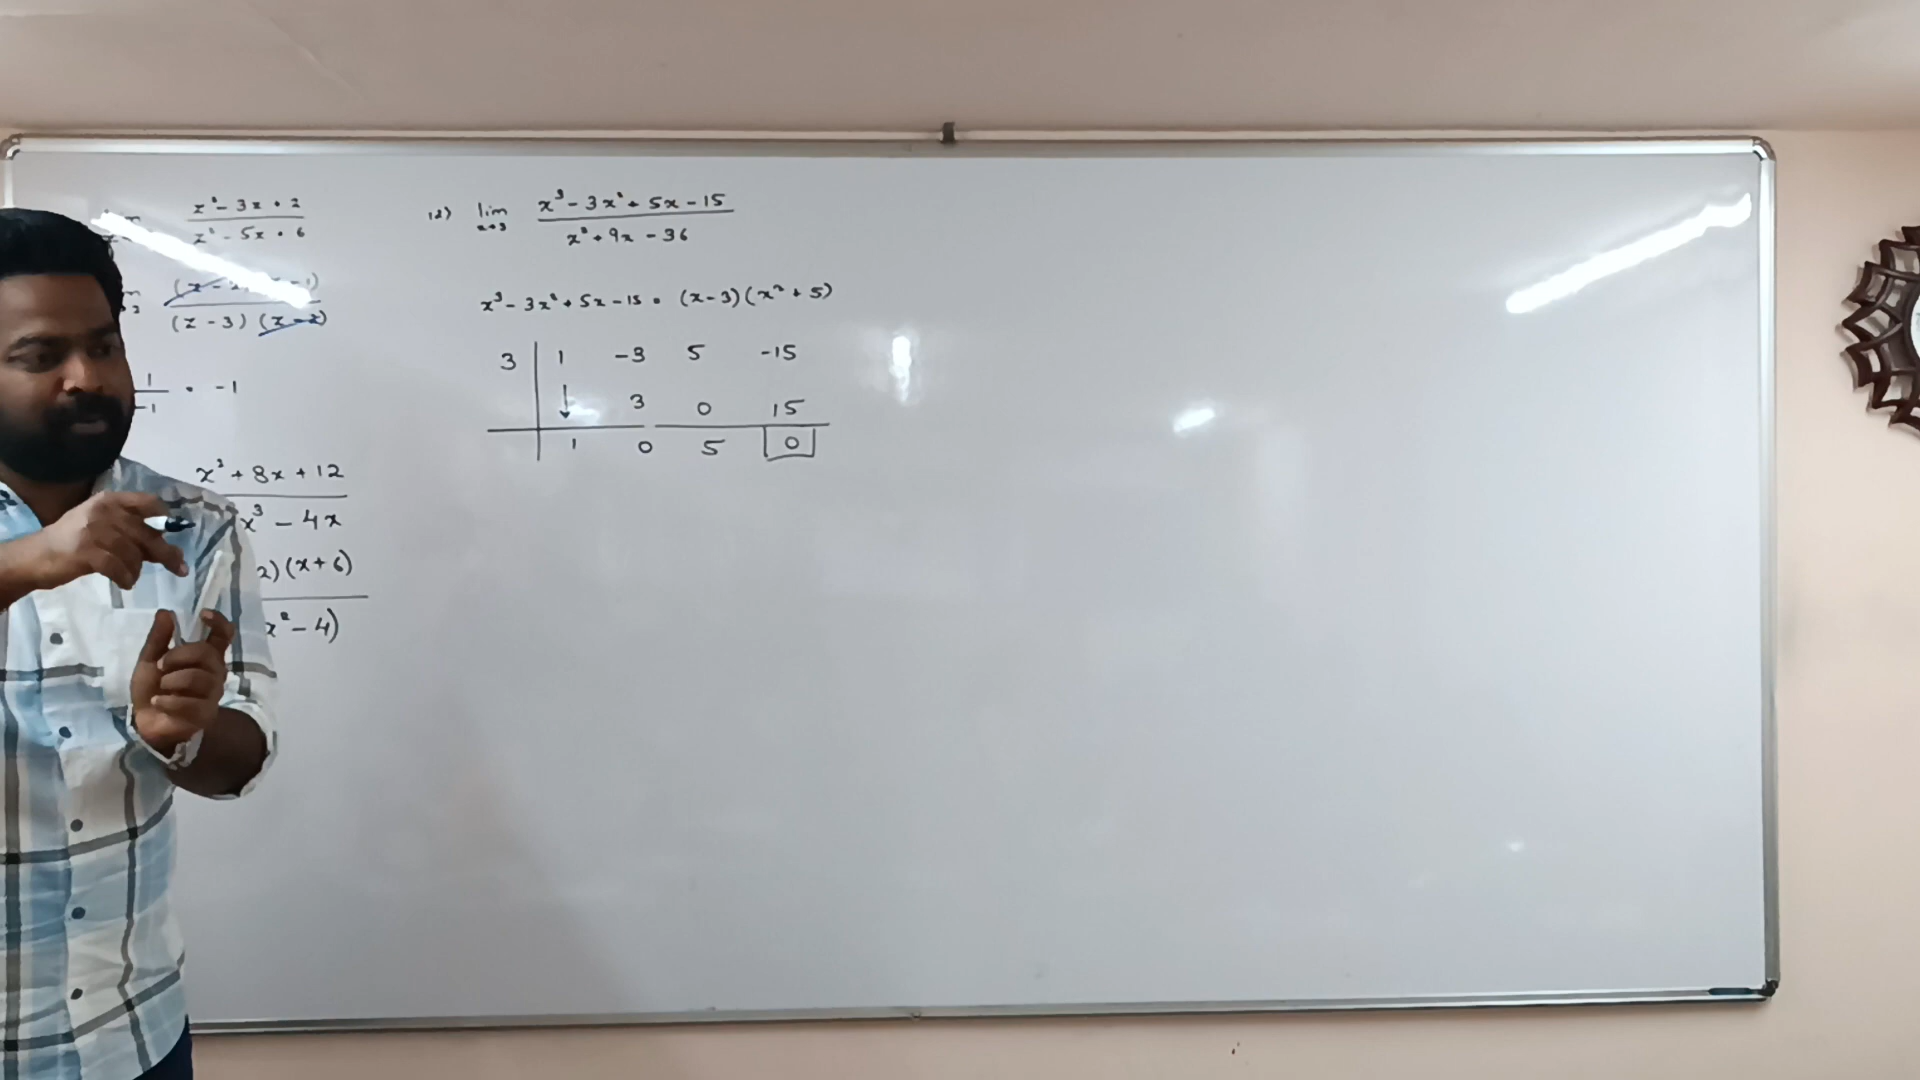 x² - 3x + 2
x² - 5x + 6
(x - 3) (x - 2)
1/-1 = -1
x² + 8x + 12
x³ - 4x
2) (x + 6)
x² - 4)
12) lim x→3 x³ - 3x² + 5x - 15
x² + 9x - 36
x³ - 3x² + 5x - 15 = (x - 3) (x² + 5)
3 1 -3 5 -15
↓ 3 0 15
1 0 5 0